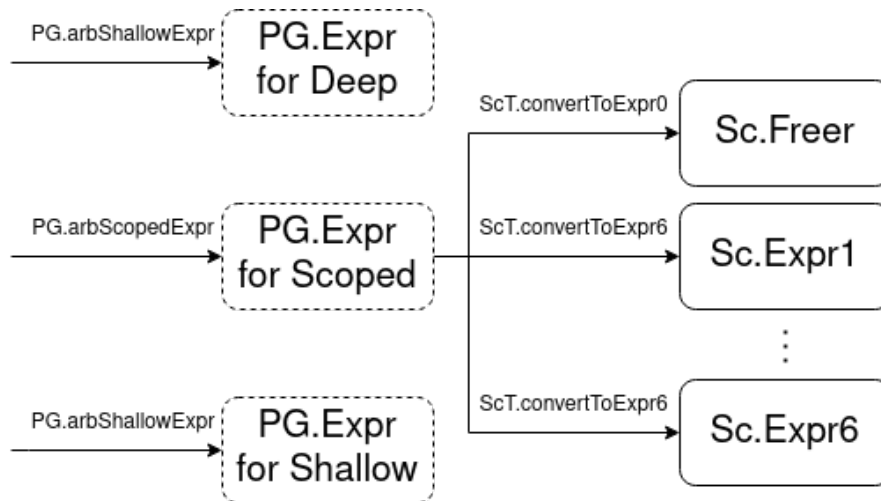 PG.arbShallowExpr
PG.Expr
for Deep
ScT.convertToExpr0
Sc.Freer
PG.arbScopedExpr
PG.Expr
for Scoped
ScT.convertToExpr6
Sc.Expr1
ScT.convertToExpr6
Sc.Expr6
PG.arbShallowExpr
PG.Expr
for Shallow